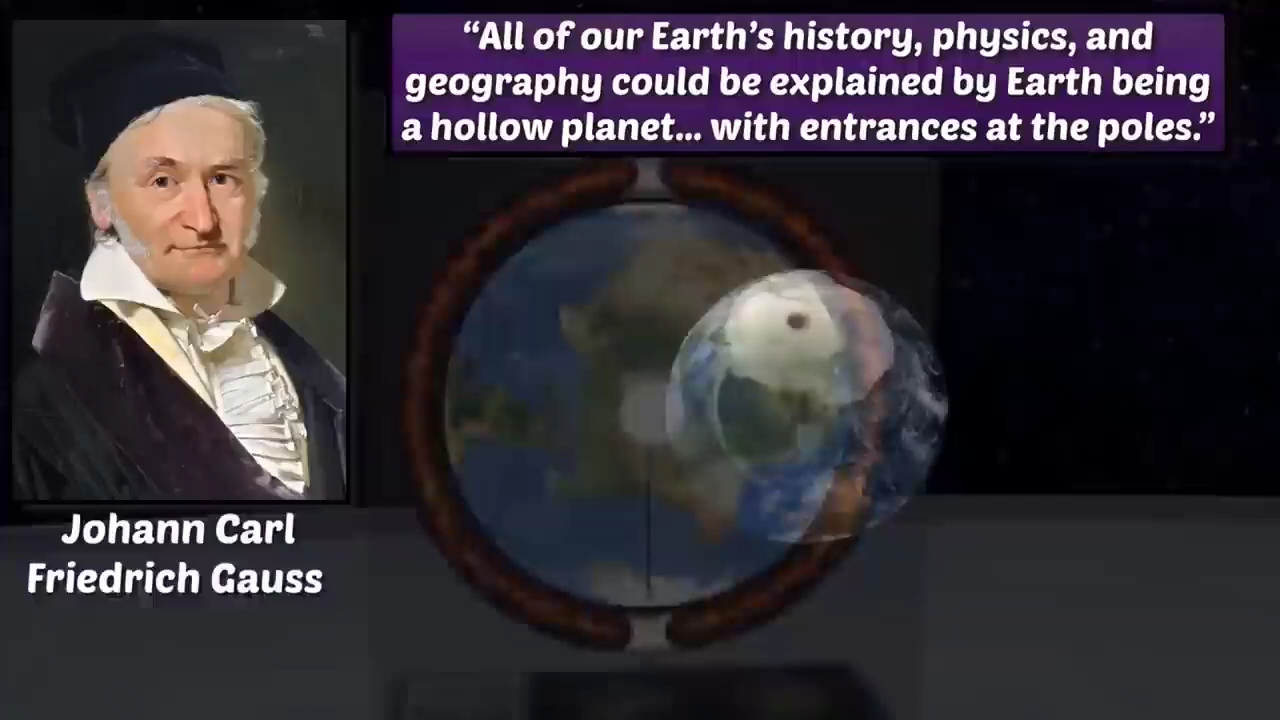 “All of our Earth’s history, physics, and
geography could be explained by Earth being
a hollow planet... with entrances at the poles.”
Johann Carl
Friedrich Gauss